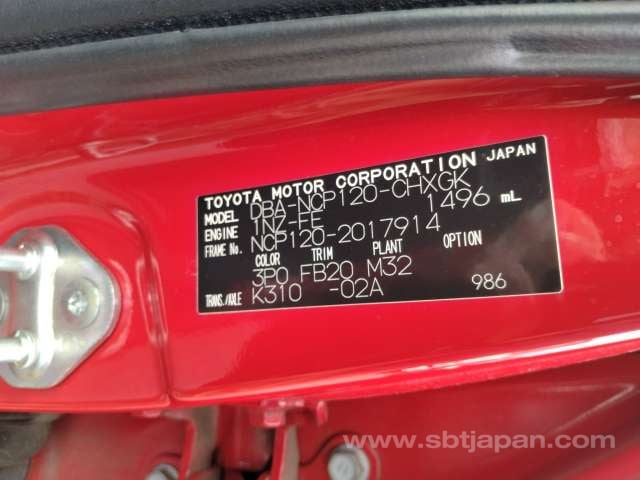 TOYOTA MOTOR CORPORATION JAPAN
MODEL DBA-NCP120-CHXGK
ENGINE 1NZ-FE 1496 mL
FRAME No. NCP120-2017914
COLOR TRIM PLANT OPTION
3P0 FB20 M32
TRANS./AXLE K310 -02A 986
www.sbtjapan.com